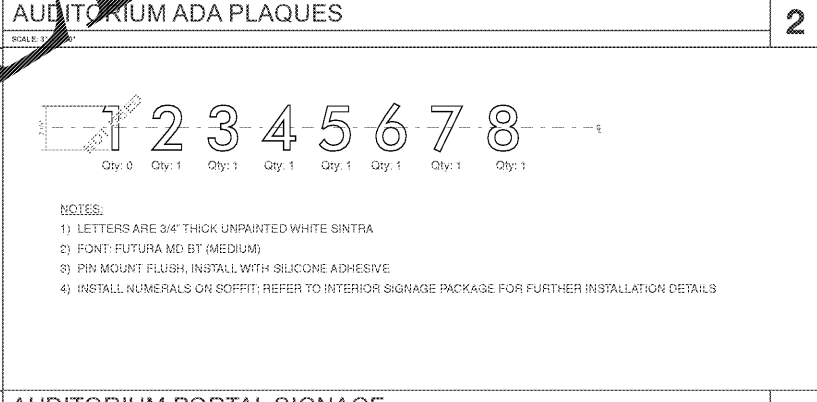 AUDITORIUM ADA PLAQUES
2
1 2 3 4 5 6 7 8
Qty: 0 Qty: 1 Qty: 1 Qty: 1 Qty: 1 Qty: 1 Qty: 1 Qty: 1
NOTES:
1) LETTERS ARE 3/4" THICK UNPAINTED WHITE SINTRA
2) FONT: FUTURA MD BT (MEDIUM)
3) PIN MOUNT FLUSH, INSTALL WITH SILICONE ADHESIVE
4) INSTALL NUMERALS ON SOFFIT; REFER TO INTERIOR SIGNAGE PACKAGE FOR FURTHER INSTALLATION DETAILS
AUDITORIUM PORTAL SIGNAGE